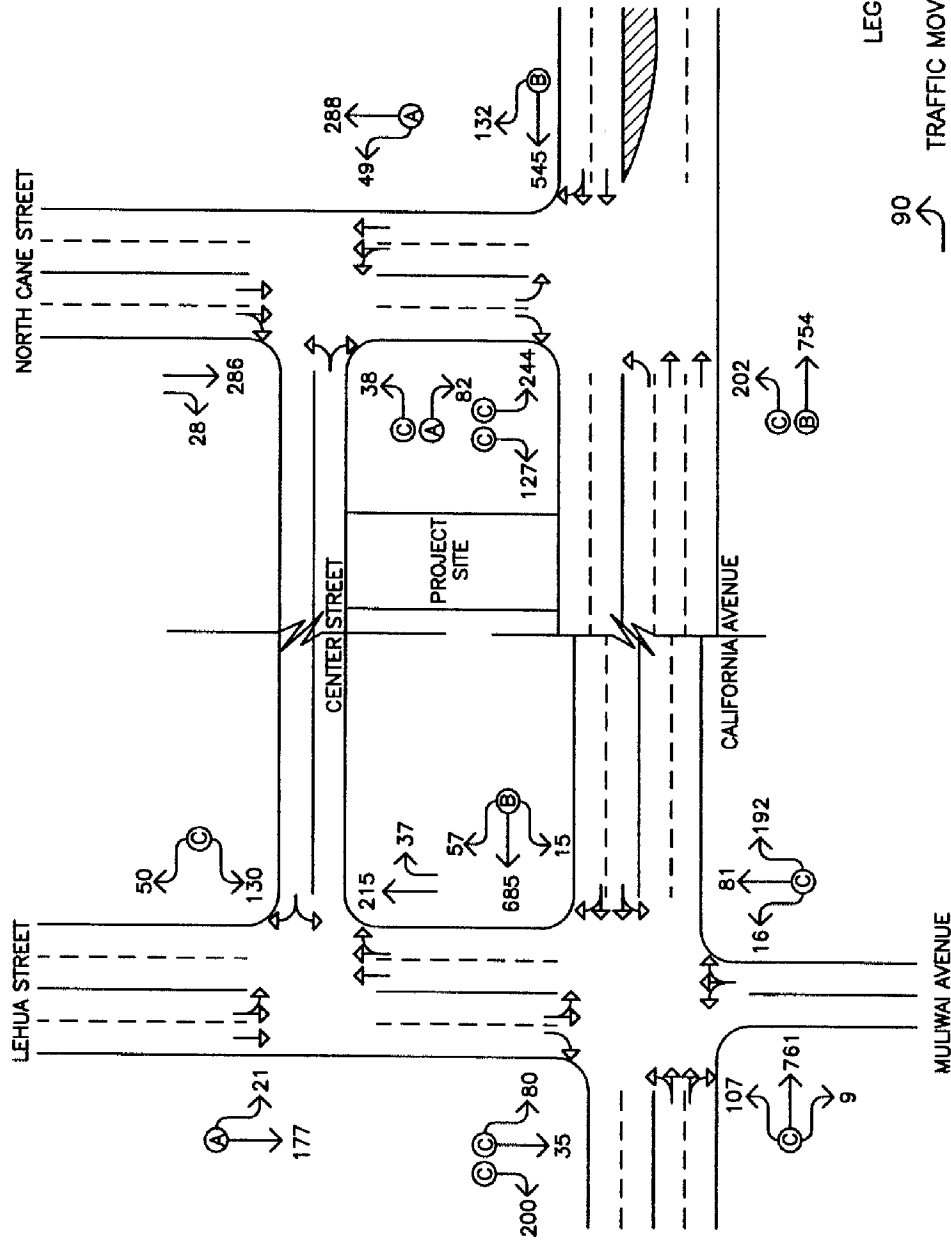 NORTH CANE STREET
LEHUA STREET
CENTER STREET
CALIFORNIA AVENUE
MULIWAI AVENUE
PROJECT
SITE
28
286
49
288
A
132
545
B
38
82
C
A
C
C
127
244
202
754
C
B
50
130
C
215
37
57
685
15
B
16
81
192
C
A
21
177
C
C
200
35
80
107
761
9
C
LEG
90
TRAFFIC MOV